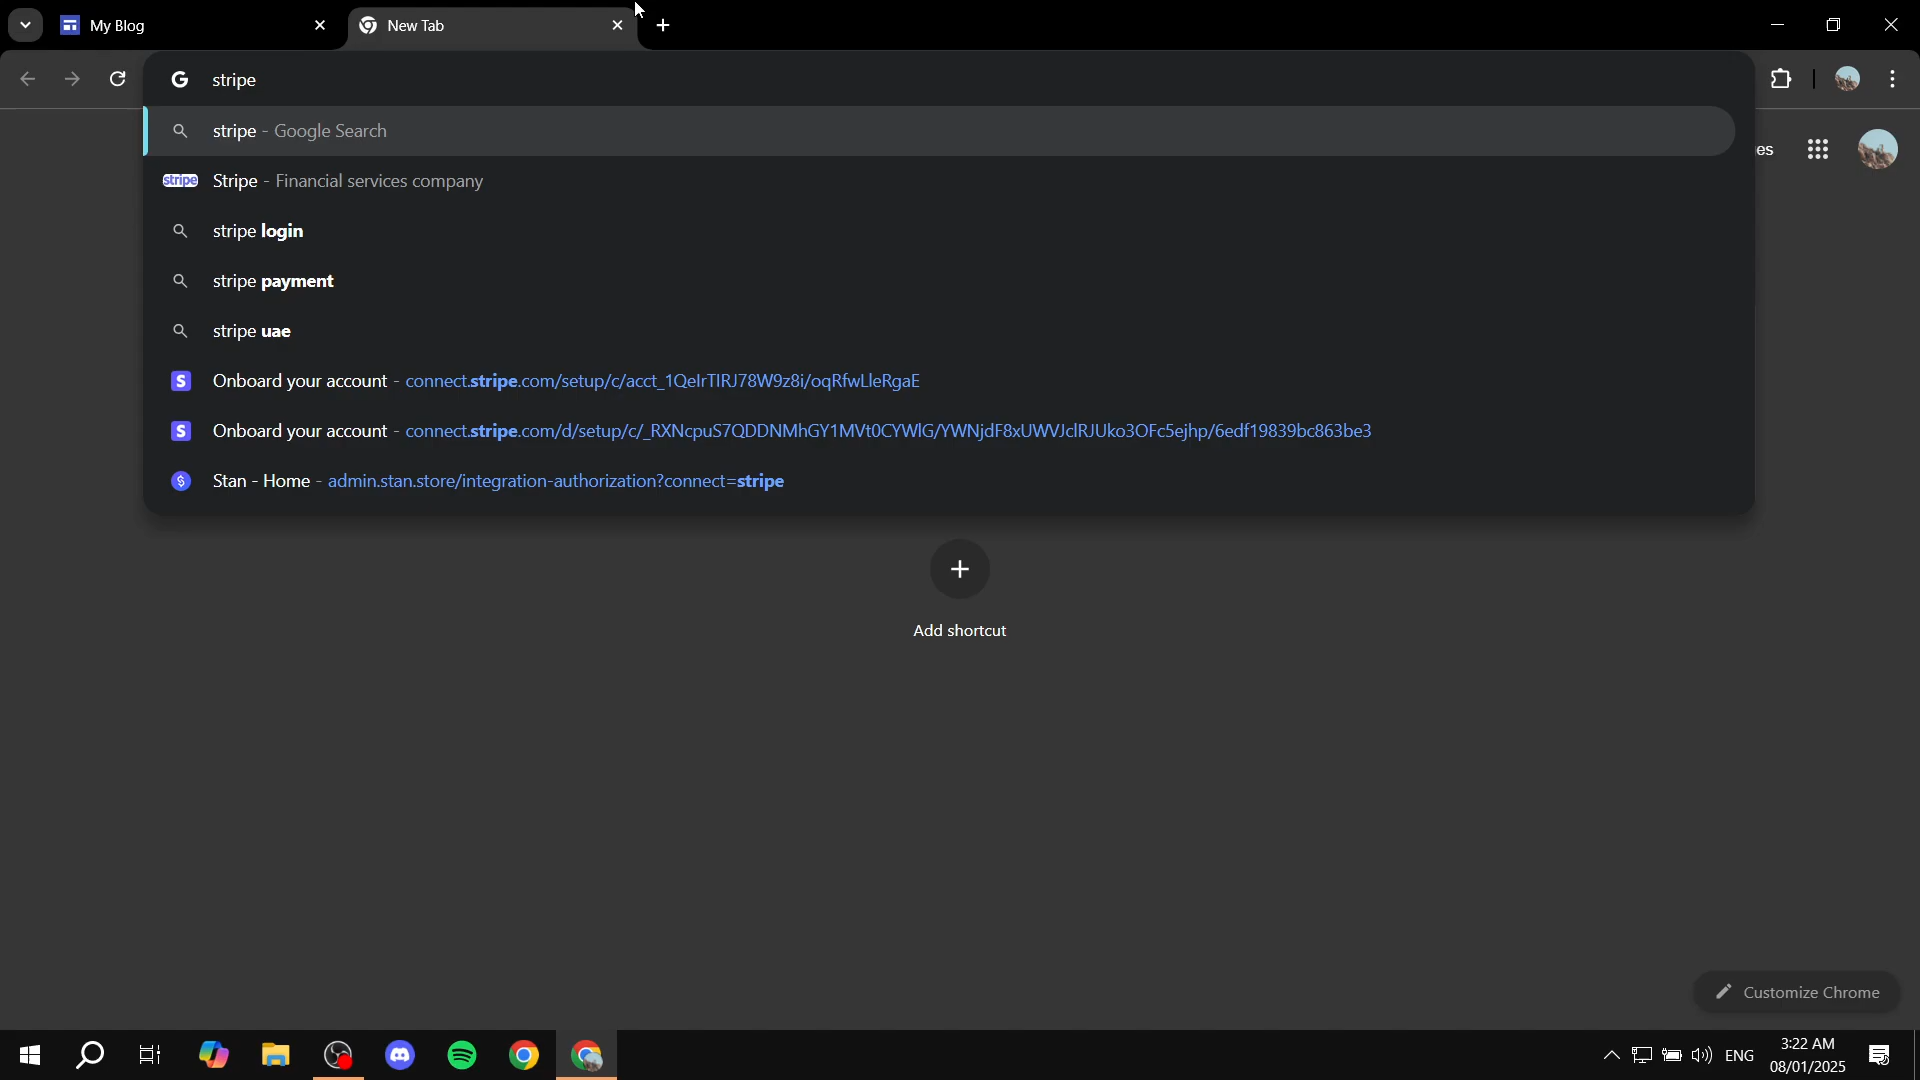 My Blog
New Tab
stripe
stripe - Google Search
stripe Stripe - Financial services company
stripe login
stripe payment
stripe uae
Onboard your account - connect.stripe.com/setup/c/acct_1QelrTIRJ78W9z8i/oqRfwLleRgaE
Onboard your account - connect.stripe.com/d/setup/c/_RXNcpuS7QDDNMhGY1MVt0CYWlG/YWNjdF8xUWVJclRJUko3OFc5ejhp/6edf19839bc863be3
Stan - Home - admin.stan.store/integration-authorization?connect=stripe
es
Add shortcut
Customize Chrome
ENG
3:22 AM
08/01/2025